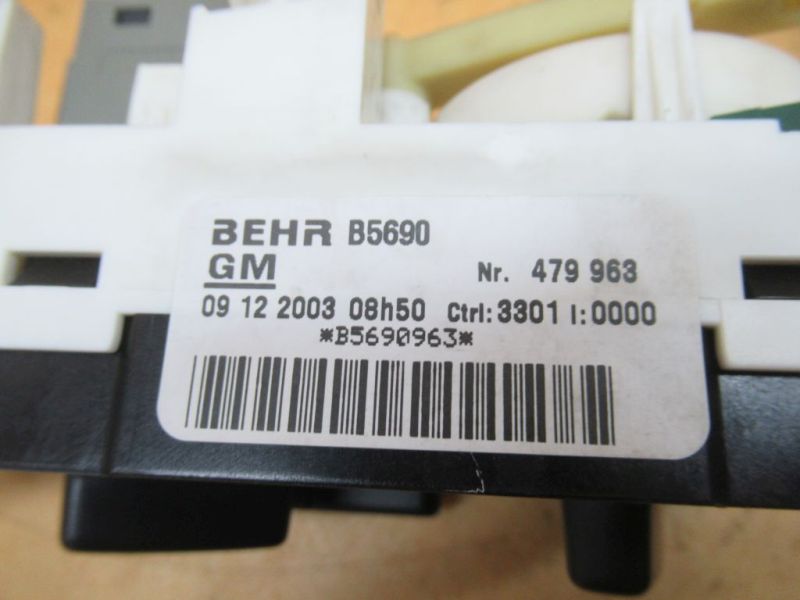 BEHR B5690
GM Nr. 479 963
09 12 2003 08h50 Ctrl:3301 I:0000
*B5690963*